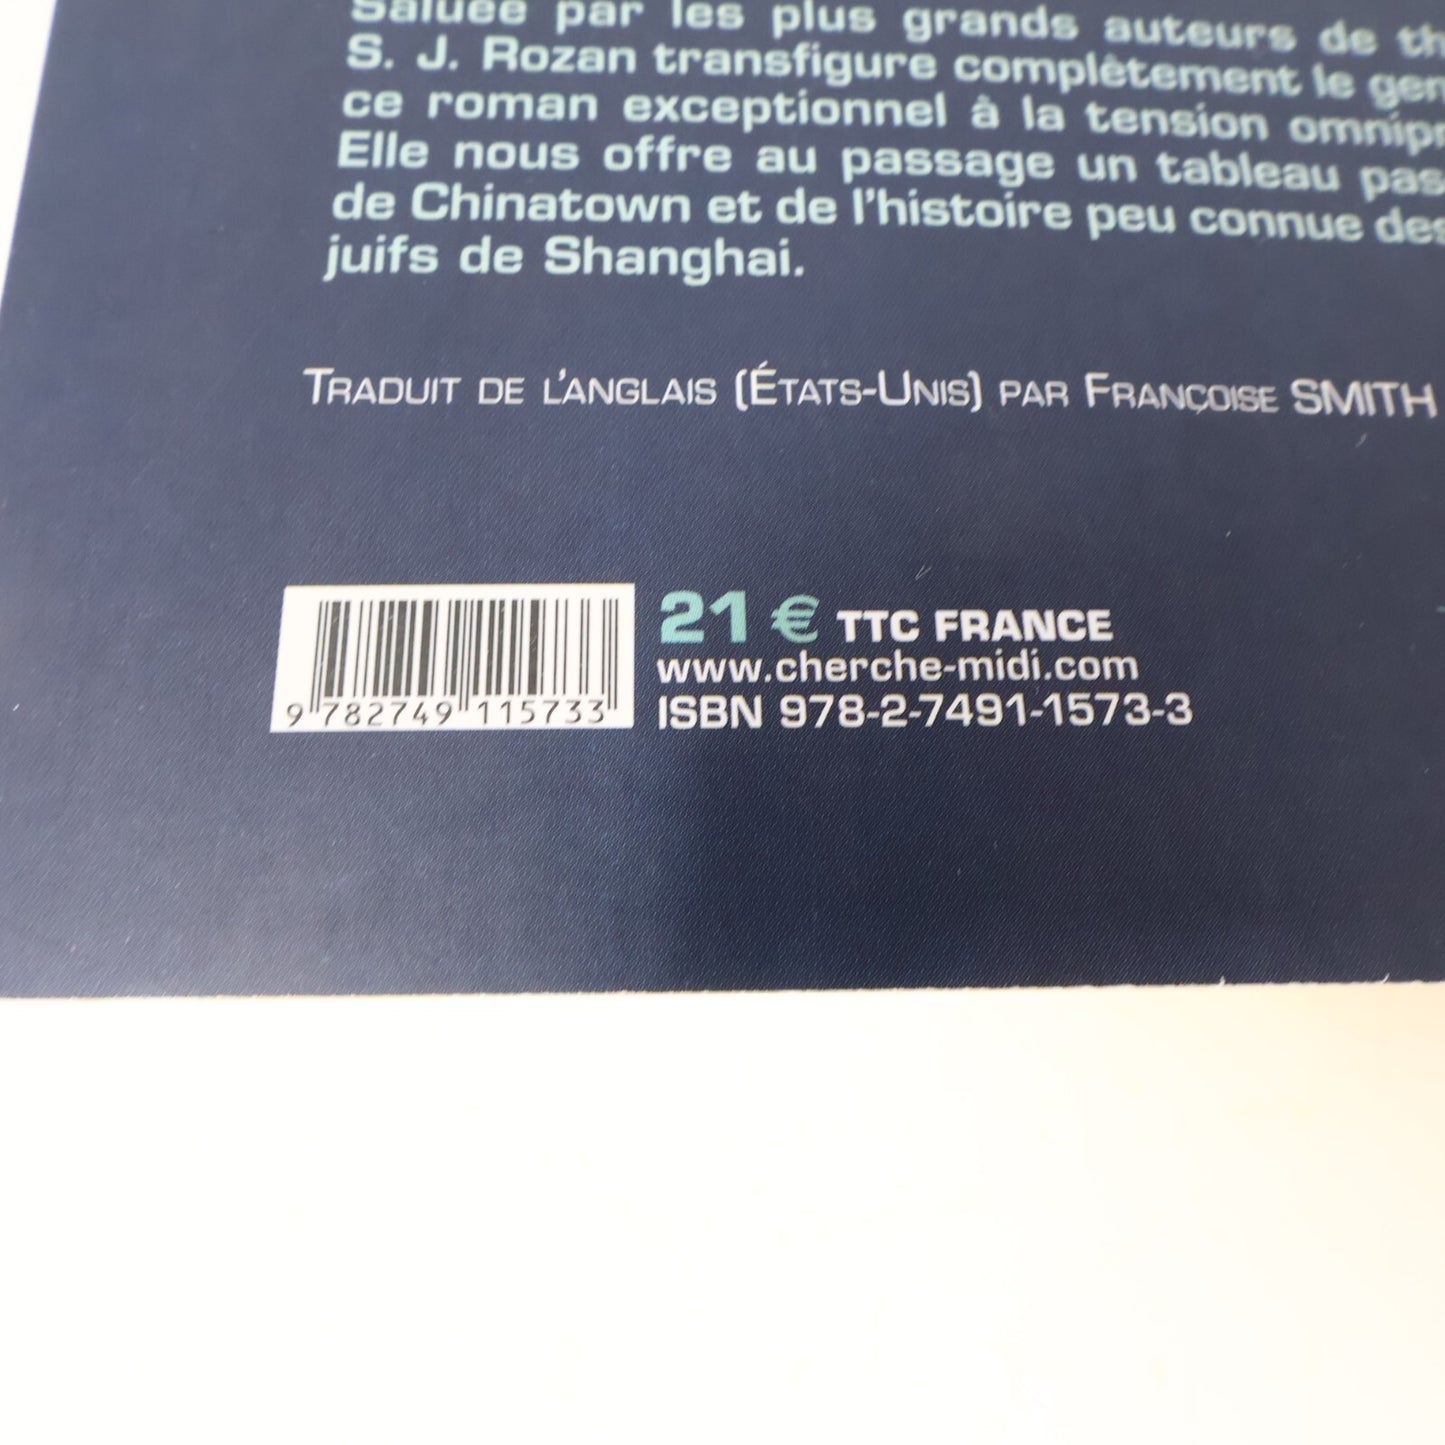 Saluée par les plus grands auteurs de th
S. J. Rozan transfigure complètement le gen
ce roman exceptionnel à la tension omnipr
Elle nous offre au passage un tableau pas
de Chinatown et de l'histoire peu connue des
juifs de Shanghai.
TRADUIT DE L'ANGLAIS (ÉTATS-UNIS) PAR FRANÇOISE SMITH
21 € TTC FRANCE
www.cherche-midi.com
ISBN 978-2-7491-1573-3
9 782749 115733